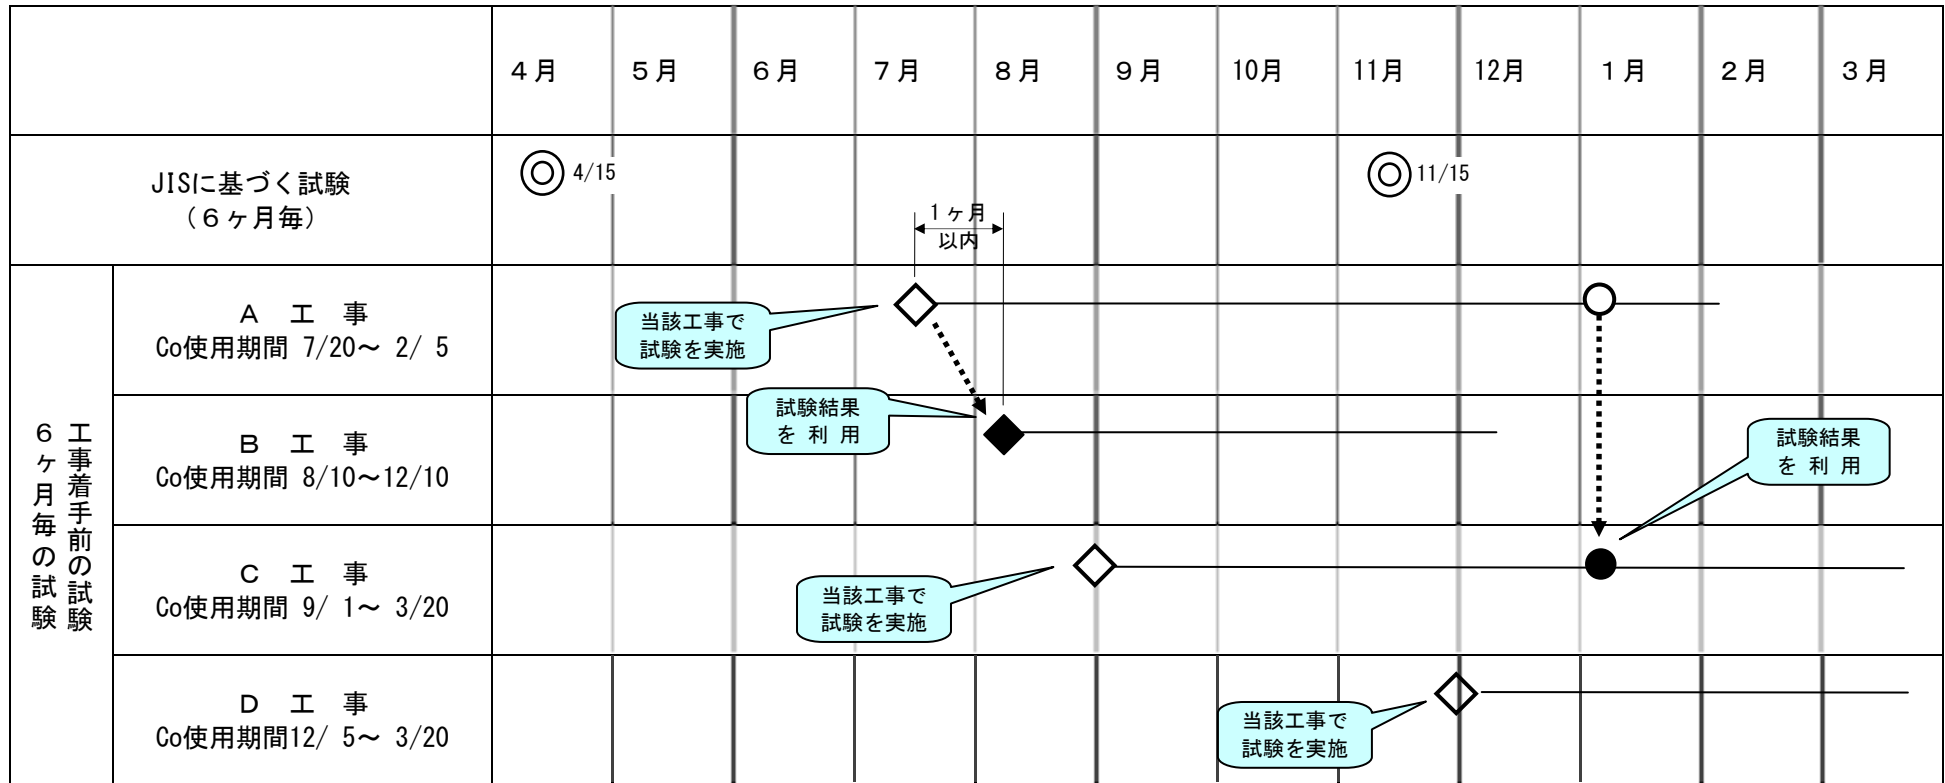 ４月 ５月 ６月 ７月 ８月 ９月 10月 11月 12月 １月 ２月 ３月
JISに基づく試験
（６ヶ月毎）
4/15
11/15
1ヶ月
以内
工事着手前の試験
６ヶ月毎の試験
Ａ　工　事
Co使用期間 7/20～ 2/ 5
当該工事で
試験を実施
Ｂ　工　事
Co使用期間 8/10～12/10
試験結果
を 利 用
試験結果
を 利 用
Ｃ　工　事
Co使用期間 9/ 1～ 3/20
当該工事で
試験を実施
Ｄ　工　事
Co使用期間12/ 5～ 3/20
当該工事で
試験を実施